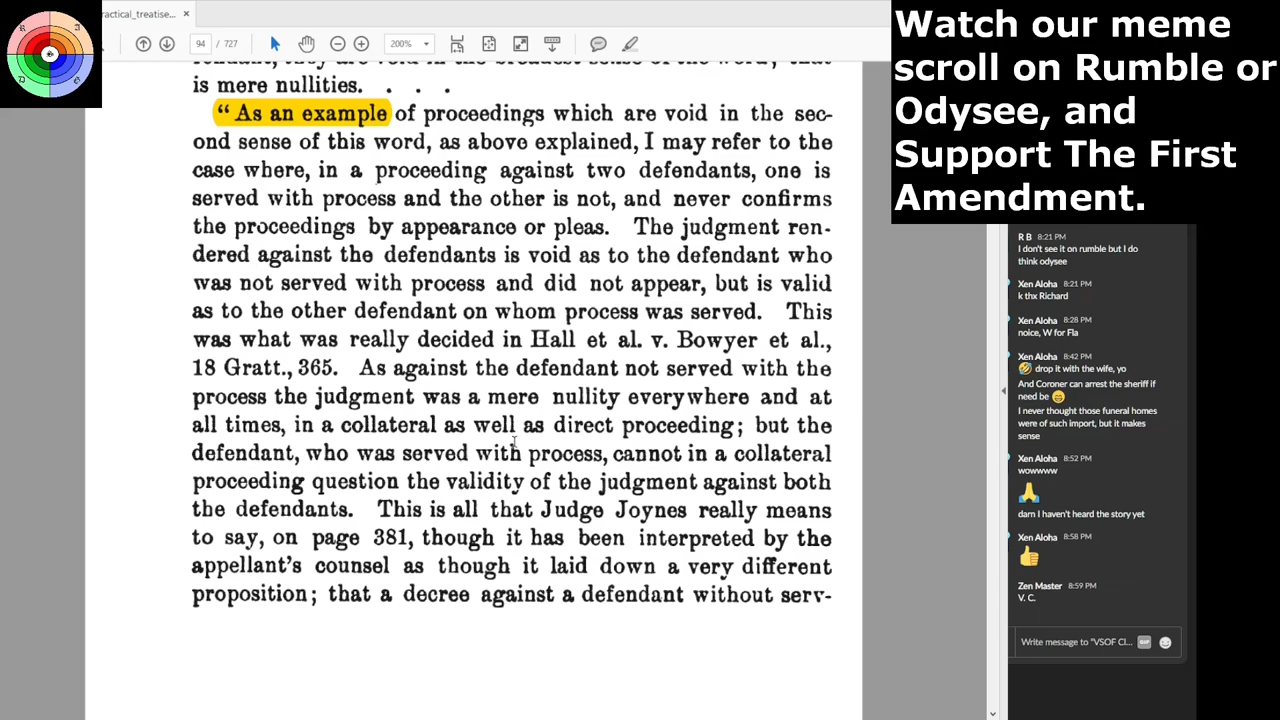 ractical_treatise...
94 / 727
200%
Watch our meme
scroll on Rumble or
Odysee, and
Support The First
Amendment.
rendant, they are void in the broadest sense of the word, that
is mere nullities. . . .
“As an example of proceedings which are void in the sec-
ond sense of this word, as above explained, I may refer to the
case where, in a proceeding against two defendants, one is
served with process and the other is not, and never confirms
the proceedings by appearance or pleas. The judgment ren-
dered against the defendants is void as to the defendant who
was not served with process and did not appear, but is valid
as to the other defendant on whom process was served. This
was what was really decided in Hall et al. v. Bowyer et al.,
18 Gratt., 365. As against the defendant not served with the
process the judgment was a mere nullity everywhere and at
all times, in a collateral as well as direct proceeding; but the
defendant, who was served with process, cannot in a collateral
proceeding question the validity of the judgment against both
the defendants. This is all that Judge Joynes really means
to say, on page 381, though it has been interpreted by the
appellant's counsel as though it laid down a very different
proposition; that a decree against a defendant without serv-
R B 8:21 PM
I don't see it on rumble but I do
think odysee
Xen Aloha 8:21 PM
k thx Richard
Xen Aloha 8:28 PM
noice, W for Fla
Xen Aloha 8:42 PM
🤣 drop it with the wife, yo
And Coroner can arrest the sheriff if
need be 😁
I never thought those funeral homes
were of such import, but it makes
sense
Xen Aloha 8:52 PM
wowwww
🙏
darn I haven't heard the story yet
Xen Aloha 8:58 PM
👍
Zen Master 8:59 PM
V. C.
Write message to "VSOF Cl...
GIF